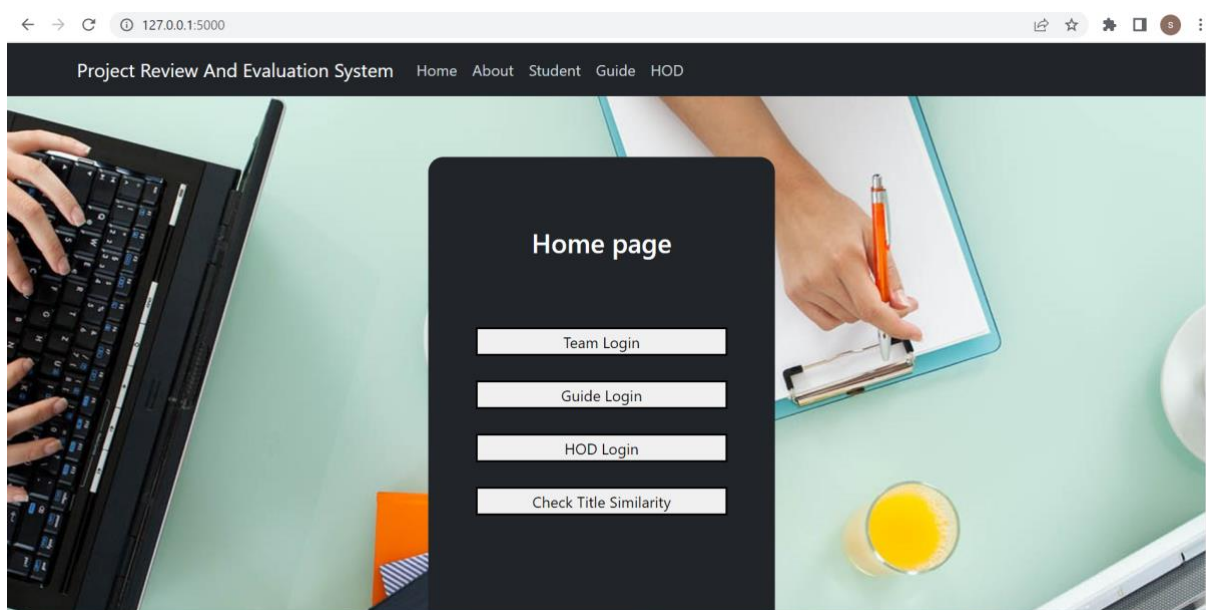 127.0.0.1:5000
S
Project Review And Evaluation System Home About Student Guide HOD
Home page
Team Login
Guide Login
HOD Login
Check Title Similarity